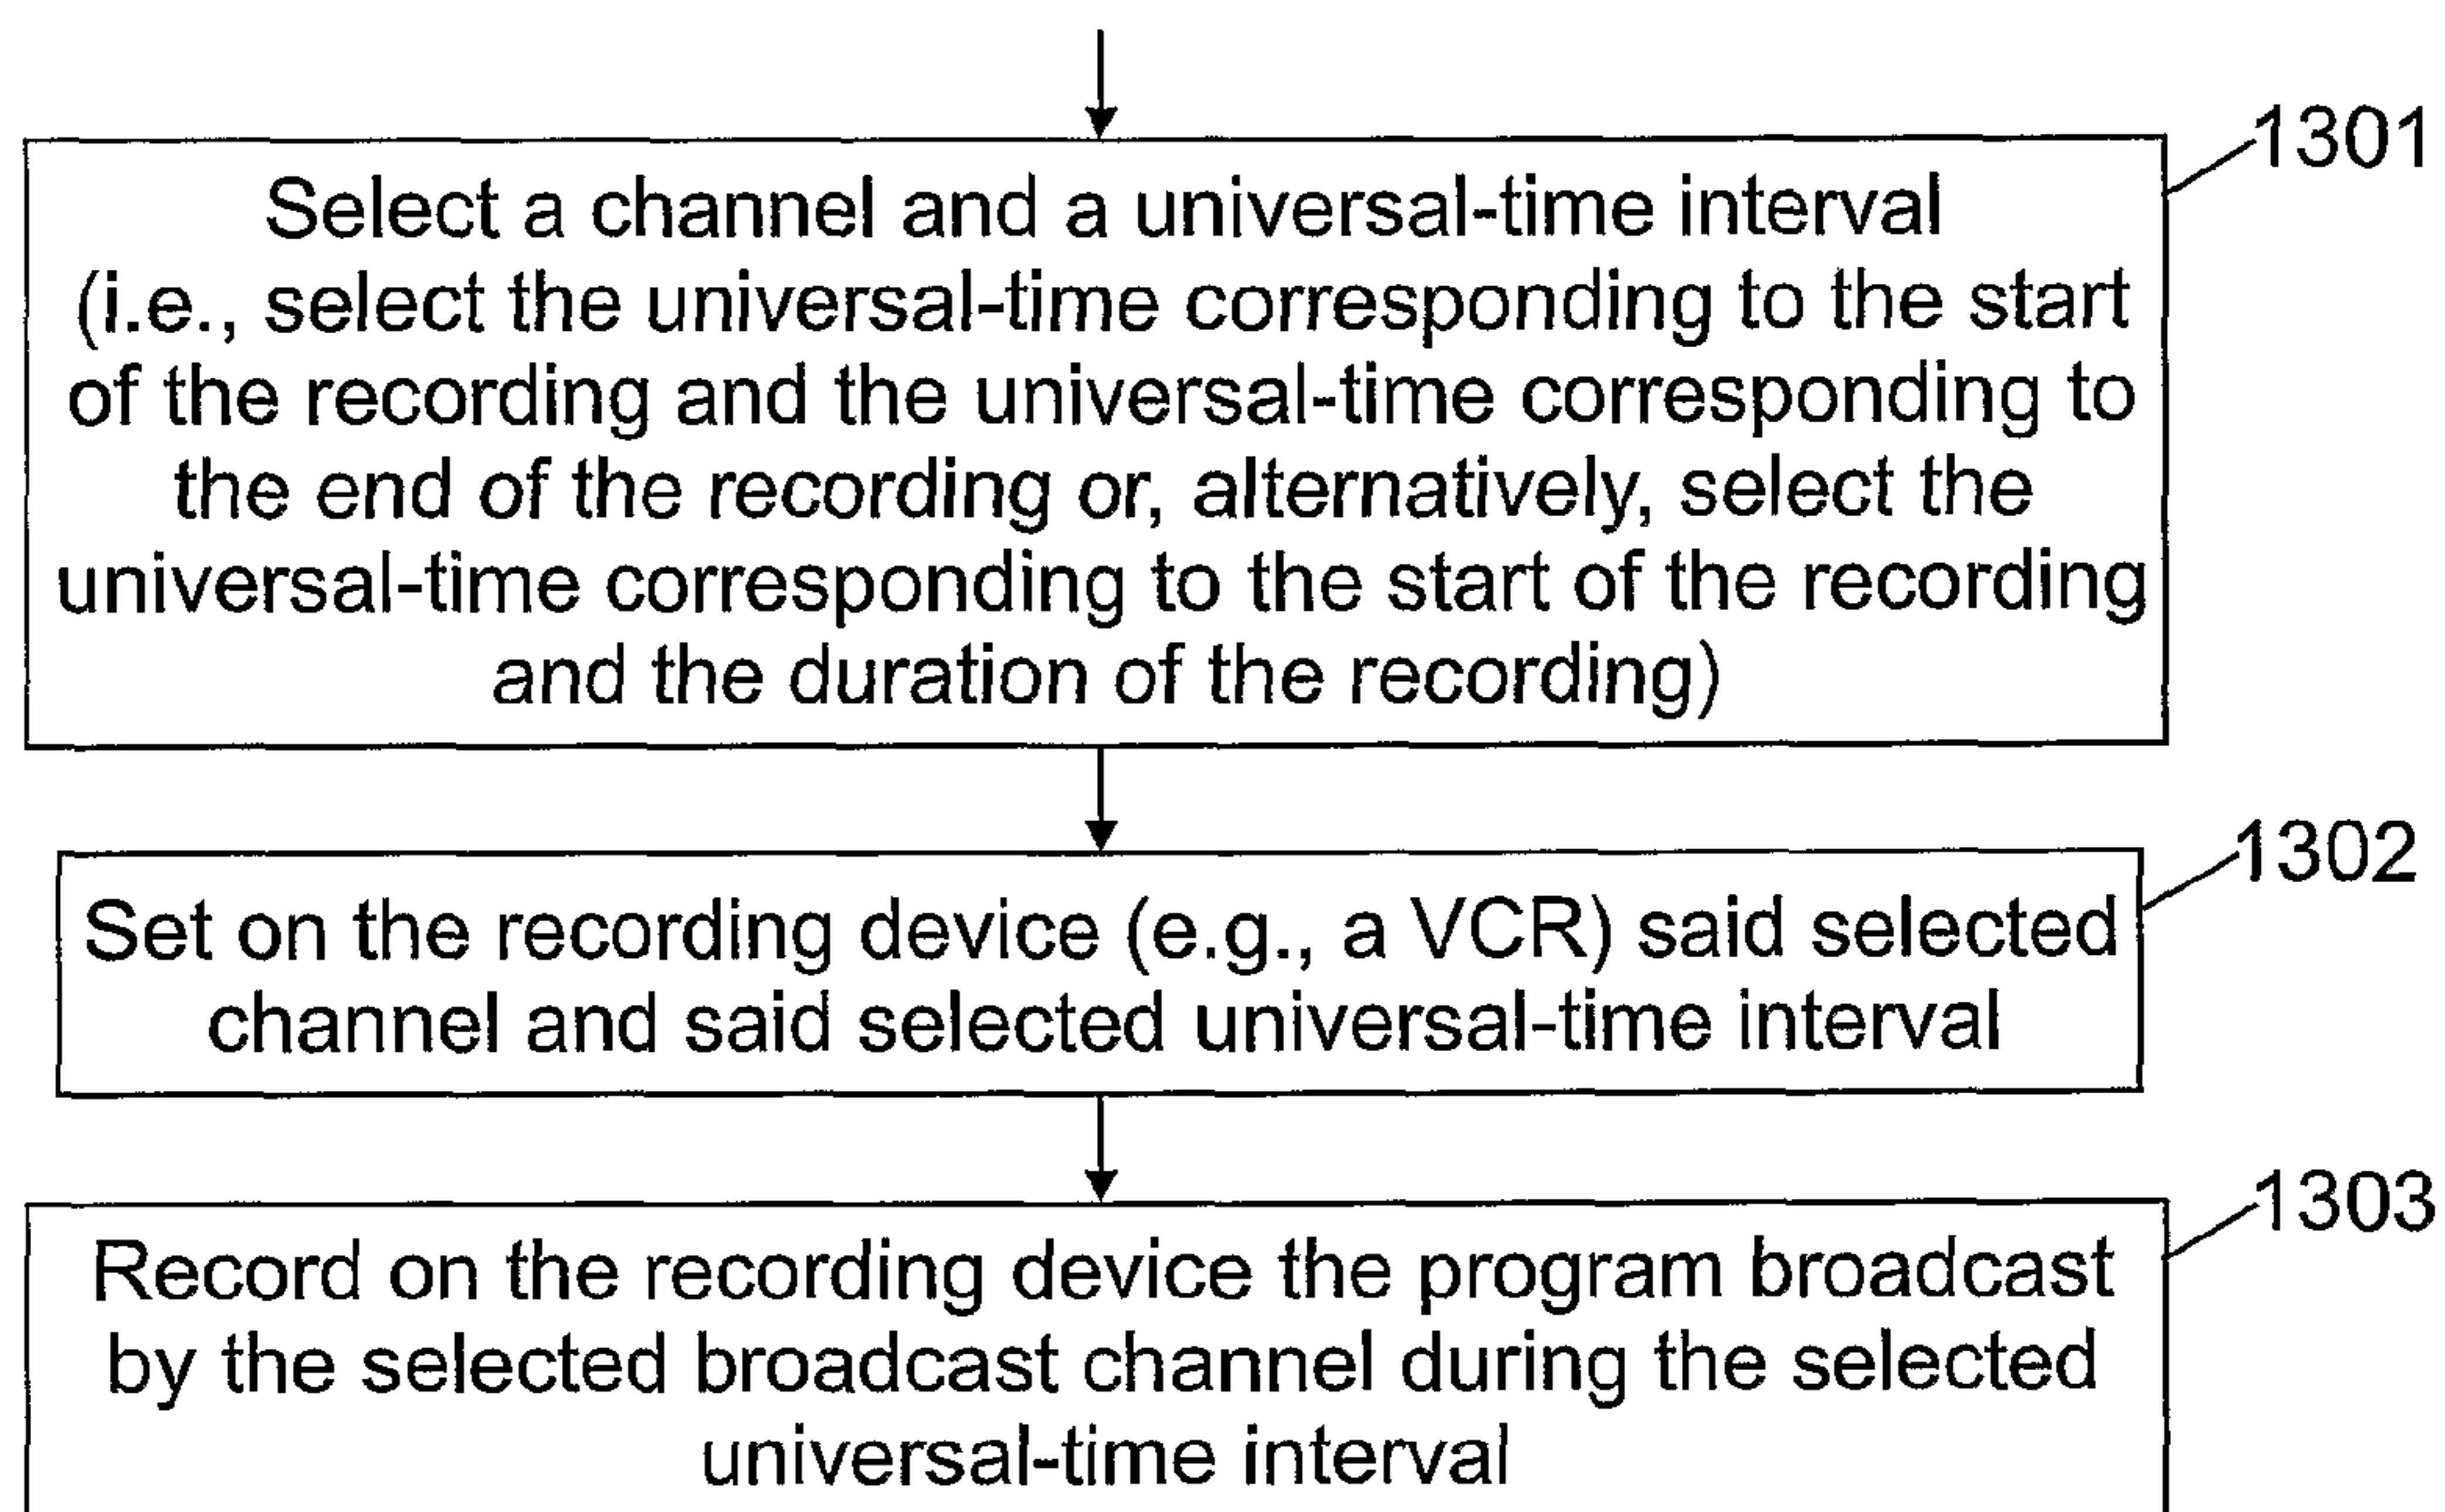 1301
Select a channel and a universal-time interval
(i.e., select the universal-time corresponding to the start
of the recording and the universal-time corresponding to
the end of the recording or, alternatively, select the
universal-time corresponding to the start of the recording
and the duration of the recording)
1302
Set on the recording device (e.g., a VCR) said selected
channel and said selected universal-time interval
1303
Record on the recording device the program broadcast
by the selected broadcast channel during the selected
universal-time interval